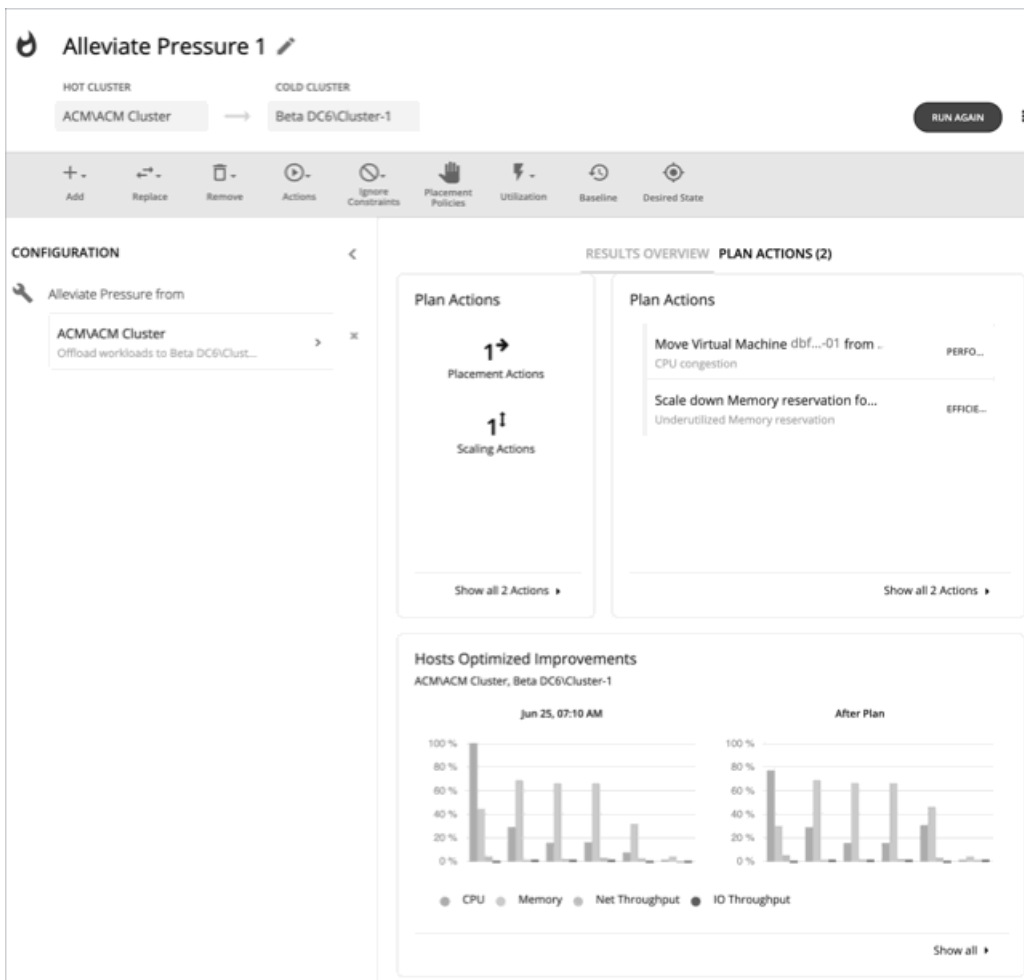 Alleviate Pressure 1
HOT CLUSTER
COLD CLUSTER
ACM\ACM Cluster
Beta DC6\Cluster-1
RUN AGAIN
Add
Replace
Remove
Actions
Ignore
Constraints
Placement
Policies
Utilization
Baseline
Desired State
CONFIGURATION
Alleviate Pressure from
ACM\ACM Cluster
Offload workloads to Beta DC6\Clust...
RESULTS OVERVIEW
PLAN ACTIONS (2)
Plan Actions
1
Placement Actions
1
Scaling Actions
Show all 2 Actions
Plan Actions
Move Virtual Machine dbf...-01 from .
PERFO...
CPU congestion
Scale down Memory reservation fo...
EFFICIE...
Underutilized Memory reservation
Show all 2 Actions
Hosts Optimized Improvements
ACM\ACM Cluster, Beta DC6\Cluster-1
Jun 25, 07:10 AM
100 %
80 %
60 %
40 %
20 %
0 %
After Plan
100 %
80 %
60 %
40 %
20 %
0 %
CPU
Memory
Net Throughput
IO Throughput
Show all